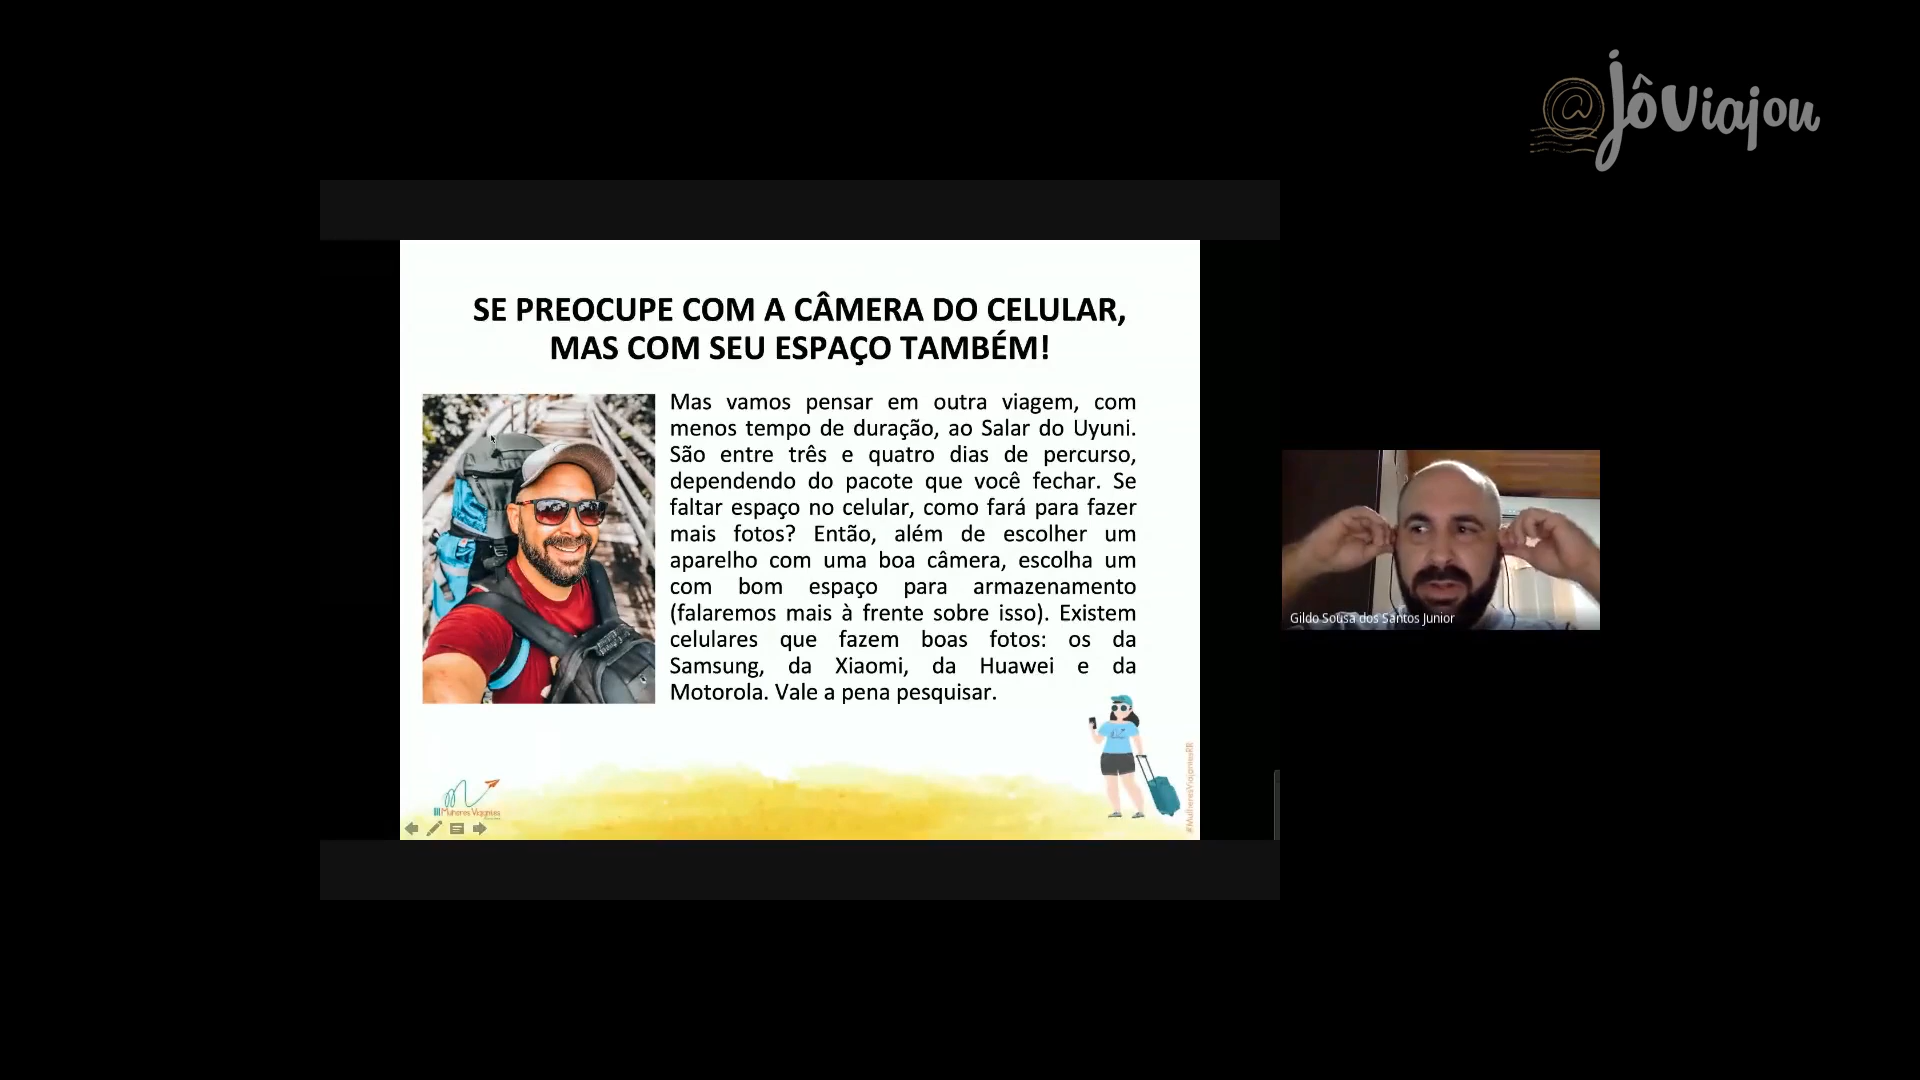 @jôviajou
SE PREOCUPE COM A CÂMERA DO CELULAR,
MAS COM SEU ESPAÇO TAMBÉM!
Mas vamos pensar em outra viagem, com
menos tempo de duração, ao Salar do Uyuni.
São entre três e quatro dias de percurso,
dependendo do pacote que você fechar. Se
faltar espaço no celular, como fará para fazer
mais fotos? Então, além de escolher um
aparelho com uma boa câmera, escolha um
com bom espaço para armazenamento
(falaremos mais à frente sobre isso). Existem
celulares que fazem boas fotos: os da
Samsung, da Xiaomi, da Huawei e da
Motorola. Vale a pena pesquisar.
Gildo Sousa dos Santos Junior
Mulheres Viajantes
#MulheresViajantesRR